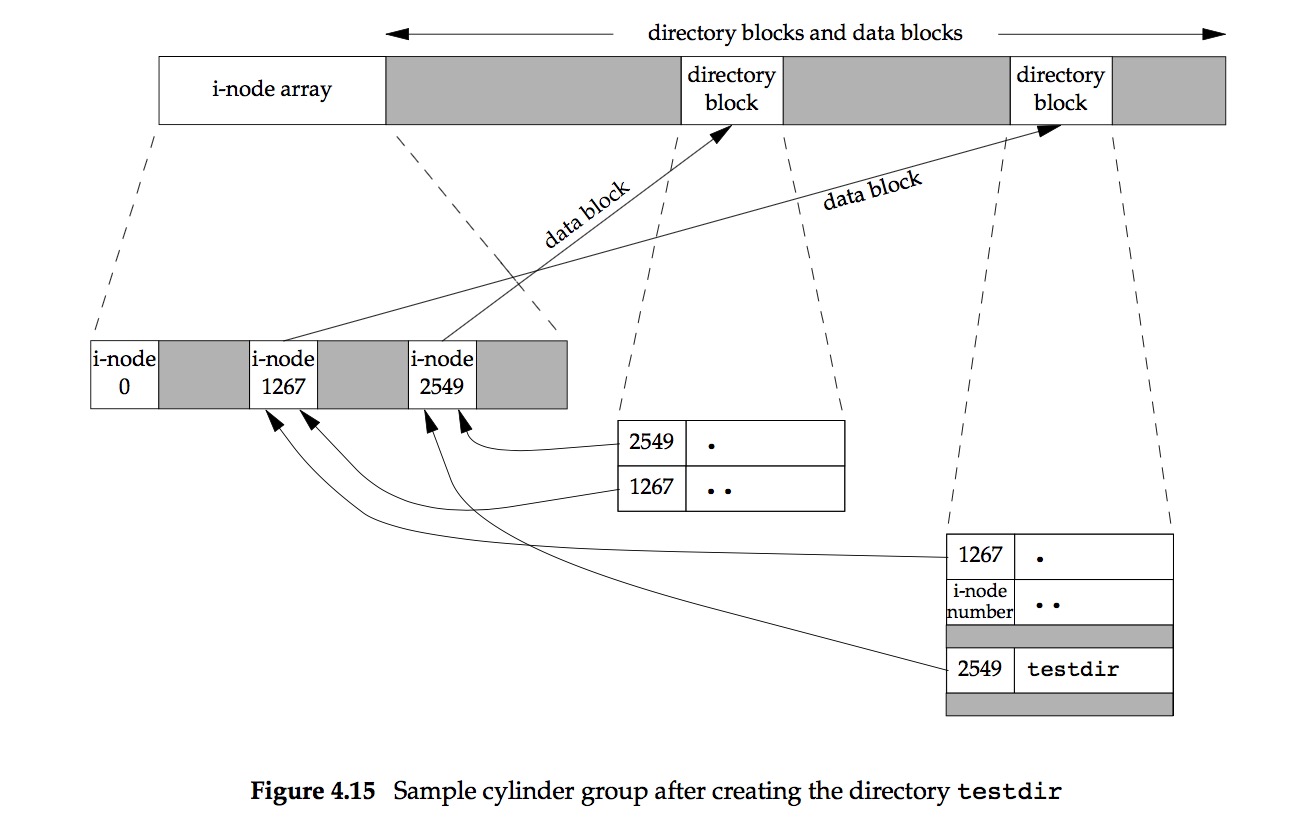 directory blocks and data blocks
i-node array
directory
block
directory
block
data block
data block
i-node
0
i-node
1267
i-node
2549
2549 .
1267 ..
1267 .
i-node
number ..
2549 testdir
Figure 4.15 Sample cylinder group after creating the directory testdir